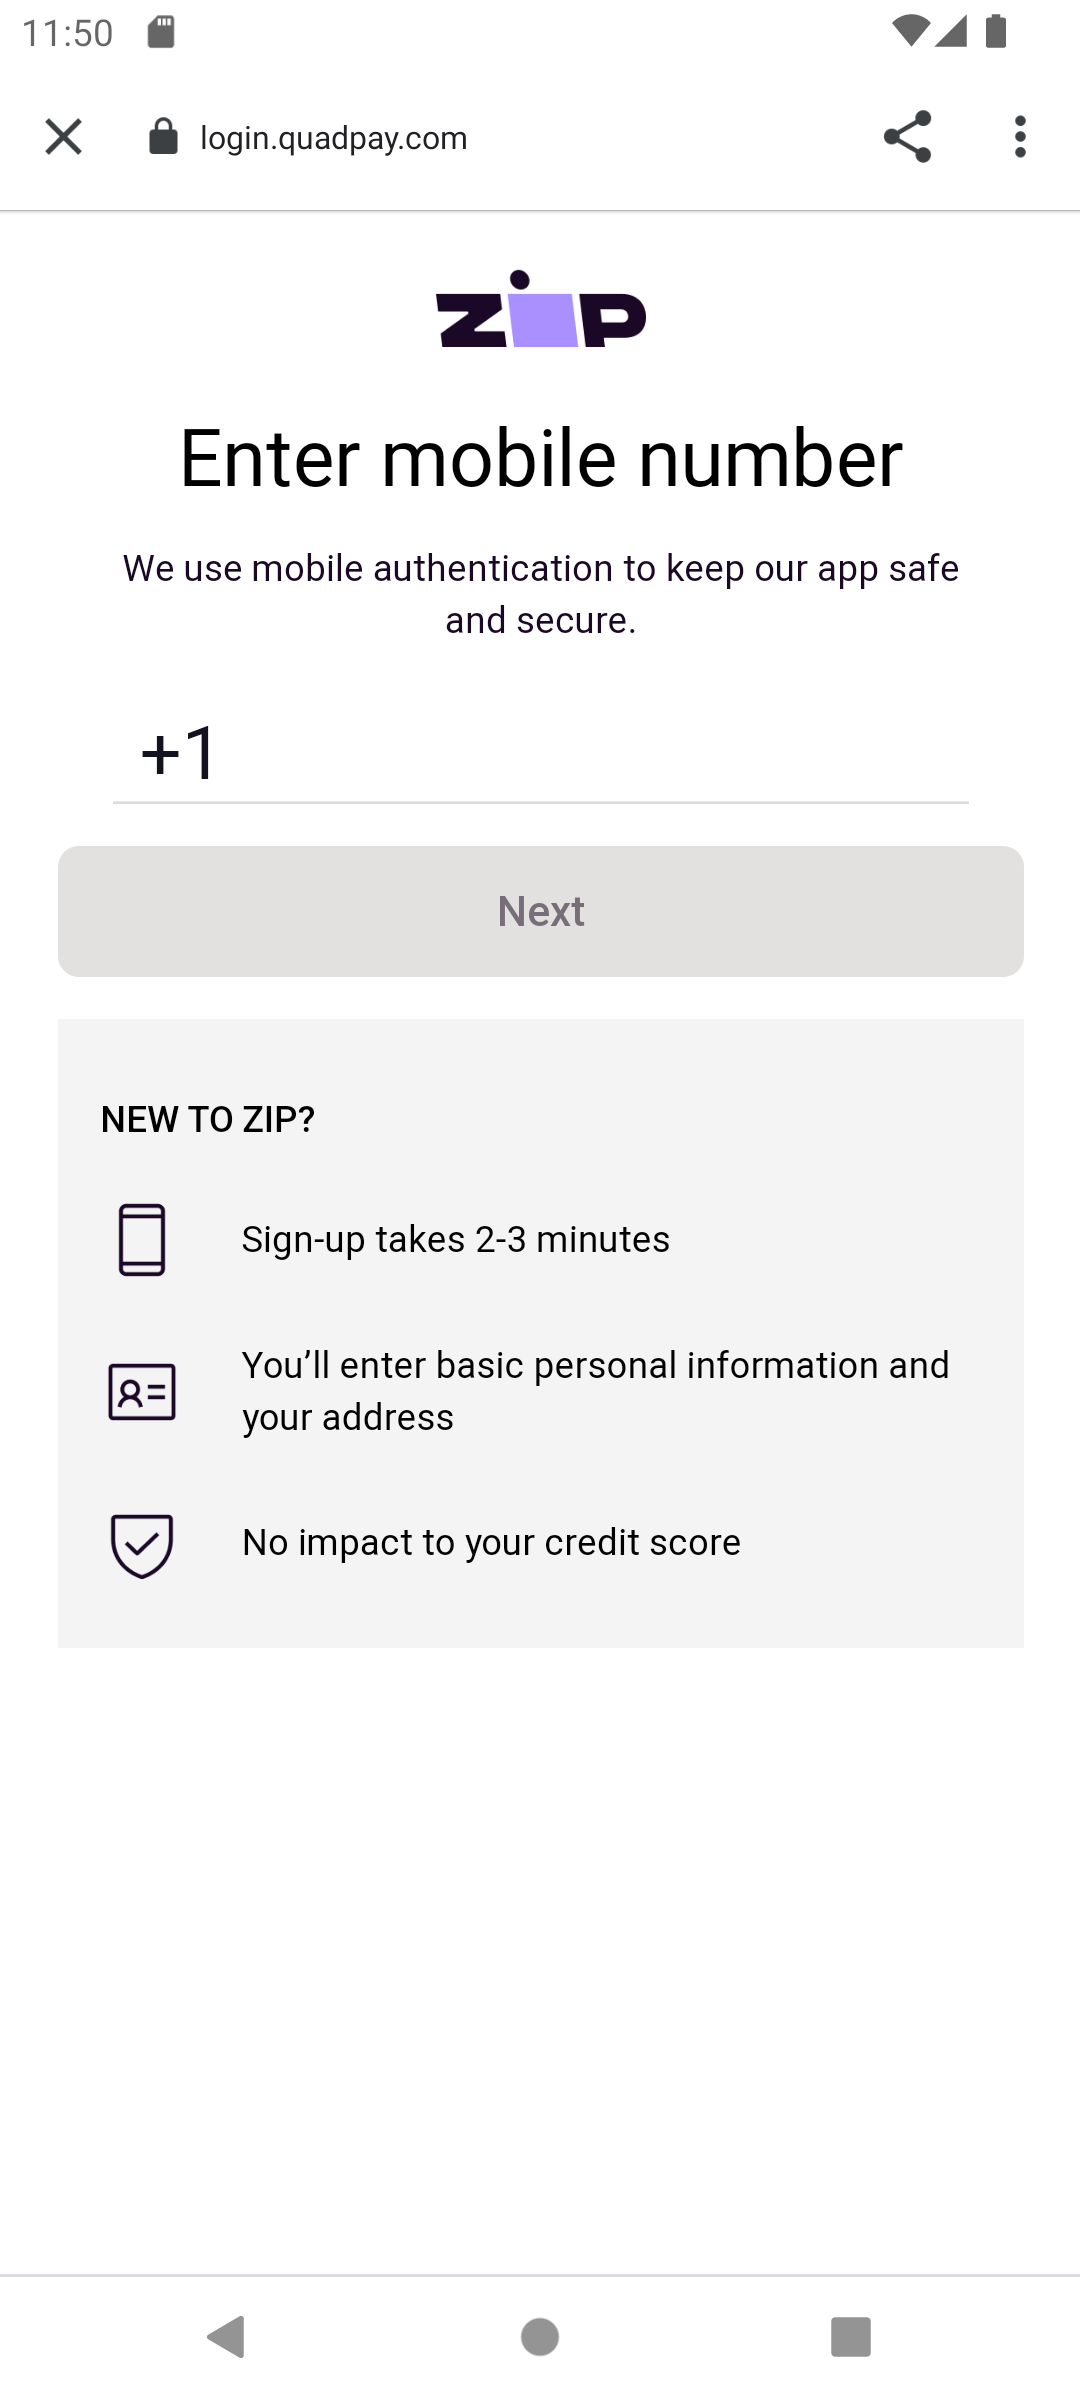 11:50
login.quadpay.com
zip
Enter mobile number
We use mobile authentication to keep our app safe
and secure.
+1
Next
NEW TO ZIP?
Sign-up takes 2-3 minutes
You’ll enter basic personal information and
your address
No impact to your credit score